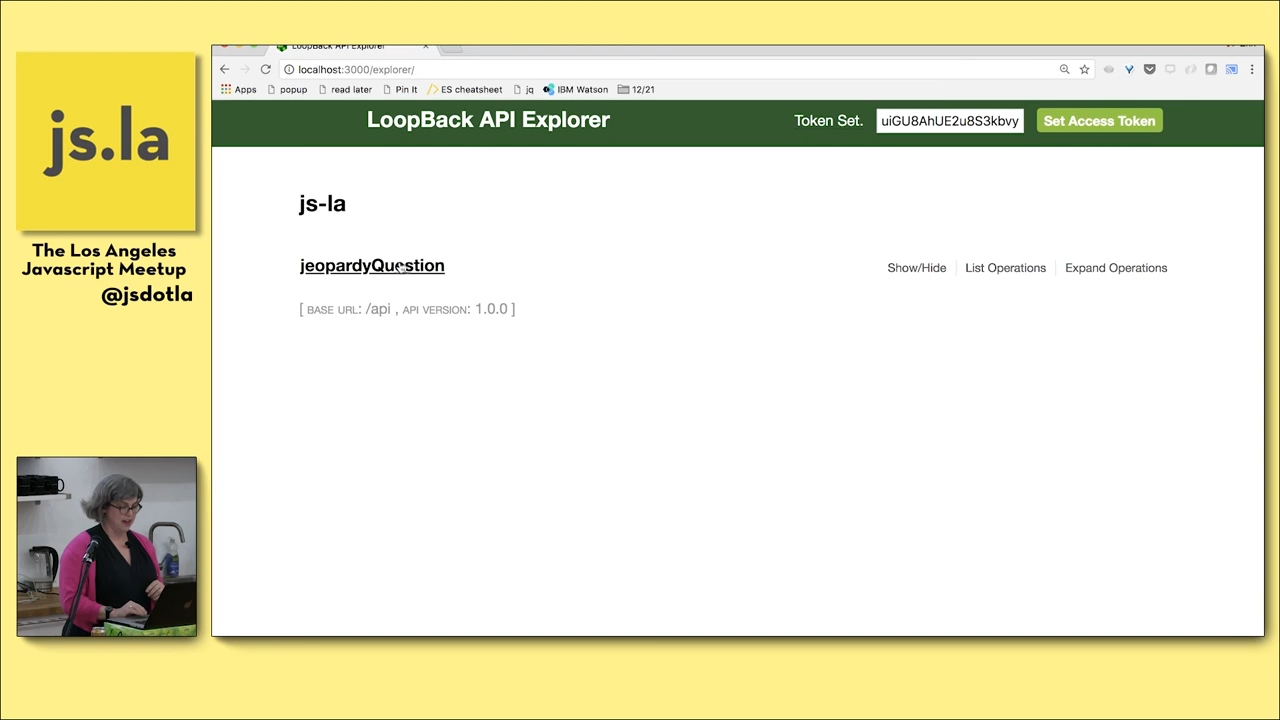 js.la
The Los Angeles
Javascript Meetup
@jsdotla
LoopBack API Explorer
localhost:3000/explorer/
Apps popup read later Pin It ES cheatsheet jq IBM Watson 12/21
LoopBack API Explorer Token Set. uiGU8AhUE2u8S3kbvy Set Access Token
js-la
jeopardyQuestion Show/Hide List Operations Expand Operations
[ BASE URL: /api , API VERSION: 1.0.0 ]